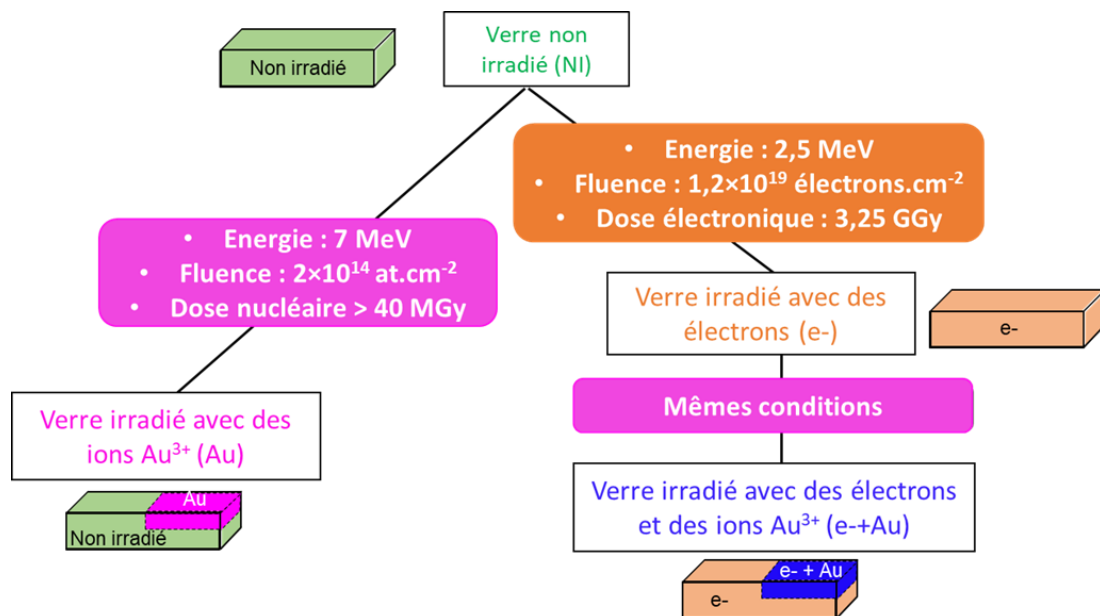 Verre non
irradié (NI)
Non irradié
• Energie : 2,5 MeV
• Fluence : 1,2×10¹⁹ électrons.cm⁻²
• Dose électronique : 3,25 GGy
• Energie : 7 MeV
• Fluence : 2×10¹⁴ at.cm⁻²
• Dose nucléaire > 40 MGy
Verre irradié avec des
électrons (e-)
e-
Mêmes conditions
Verre irradié avec des
ions Au³⁺ (Au)
Au
Non irradié
Verre irradié avec des électrons
et des ions Au³⁺ (e-+Au)
e- + Au
e-